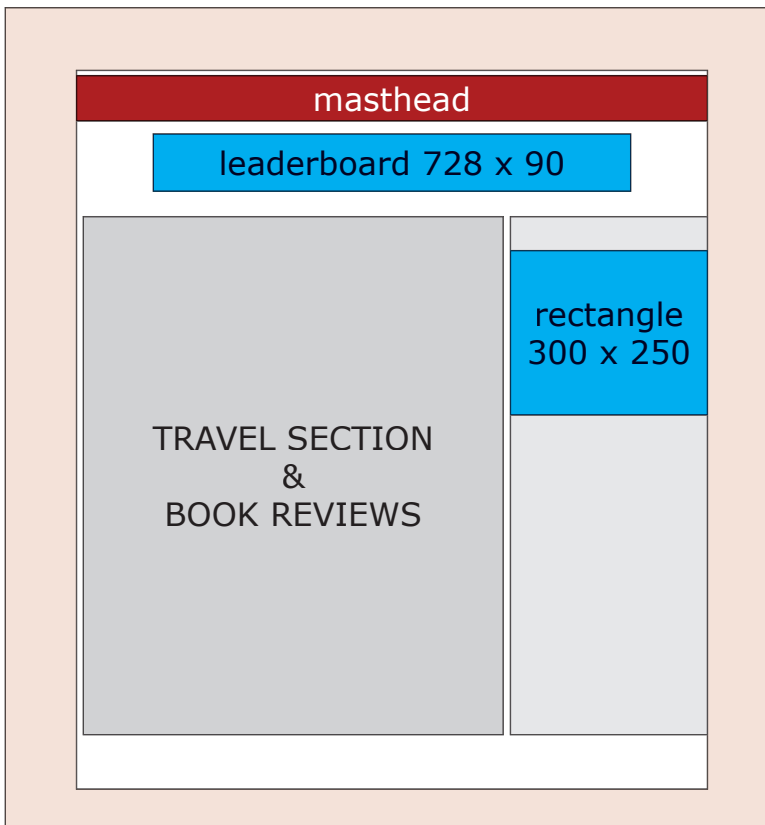 masthead
leaderboard 728 x 90
rectangle
300 x 250
TRAVEL SECTION
&
BOOK REVIEWS